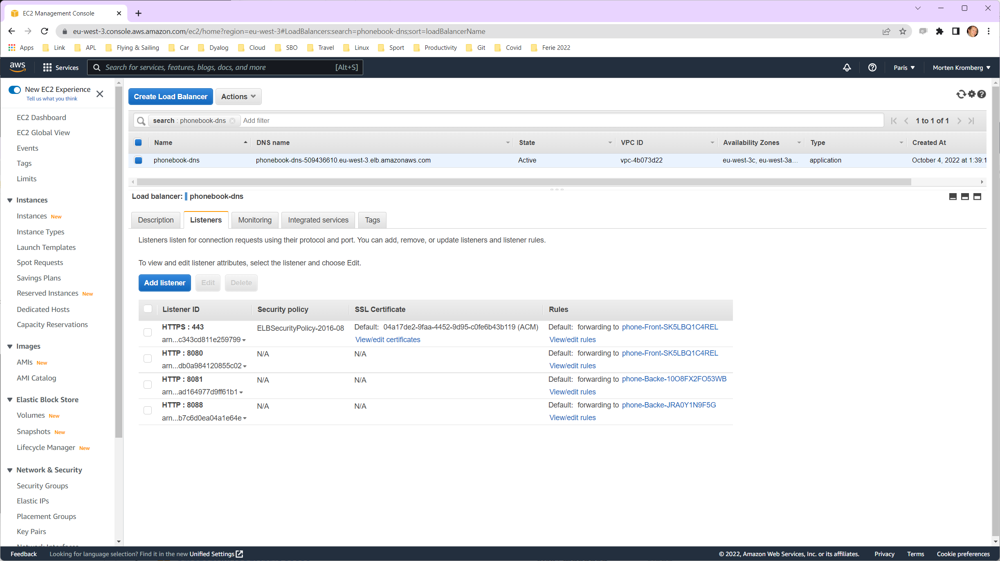 EC2 Management Console
eu-west-3.console.aws.amazon.com/ec2/home?region=eu-west-3#LoadBalancers:search=phonebook-dns;sort=loadBalancerName
Apps Link APL Flying & Sailing Car Dyalog Cloud SBO Travel Linux Sport Productivity Git Covid Ferie 2022
aws Services Search for services, features, blogs, docs, and more [Alt+S] Paris Morten Kromberg
New EC2 Experience
Tell us what you think
EC2 Dashboard
EC2 Global View
Events
Tags
Limits
Instances
Instances New
Instance Types
Launch Templates
Spot Requests
Savings Plans
Reserved Instances New
Dedicated Hosts
Capacity Reservations
Images
AMIs New
AMI Catalog
Elastic Block Store
Volumes New
Snapshots New
Lifecycle Manager New
Network & Security
Security Groups
Elastic IPs
Placement Groups
Key Pairs
Create Load Balancer Actions
search : phonebook-dns Add filter 1 to 1 of 1
Name DNS name State VPC ID Availability Zones Type Created At
phonebook-dns phonebook-dns-509436610.eu-west-3.elb.amazonaws.com Active vpc-4b073d22 eu-west-3c, eu-west-3a... application October 4, 2022 at 1:39:1
Load balancer: phonebook-dns
Description Listeners Monitoring Integrated services Tags
Listeners listen for connection requests using their protocol and port. You can add, remove, or update listeners and listener rules.
To view and edit listener attributes, select the listener and choose Edit.
Add listener Edit Delete
Listener ID Security policy SSL Certificate Rules
HTTPS : 443 ELBSecurityPolicy-2016-08 Default: 04a17de2-9faa-4452-9d95-c0fe6b43b119 (ACM) Default: forwarding to phone-Front-SK5LBQ1C4REL
arn...c343cd811e259799 View/edit certificates View/edit rules
HTTP : 8080 N/A N/A Default: forwarding to phone-Front-SK5LBQ1C4REL
arn...db0a984120855c02 View/edit rules
HTTP : 8081 N/A N/A Default: forwarding to phone-Backe-10O8FX2FO53WB
arn...ad164977d9ff61b1 View/edit rules
HTTP : 8088 N/A N/A Default: forwarding to phone-Backe-JRA0Y1N9F5G
arn...b7c6d0ea04a1e64e View/edit rules
Feedback Looking for language selection? Find it in the new Unified Settings © 2022, Amazon Web Services, Inc. or its affiliates. Privacy Terms Cookie preferences